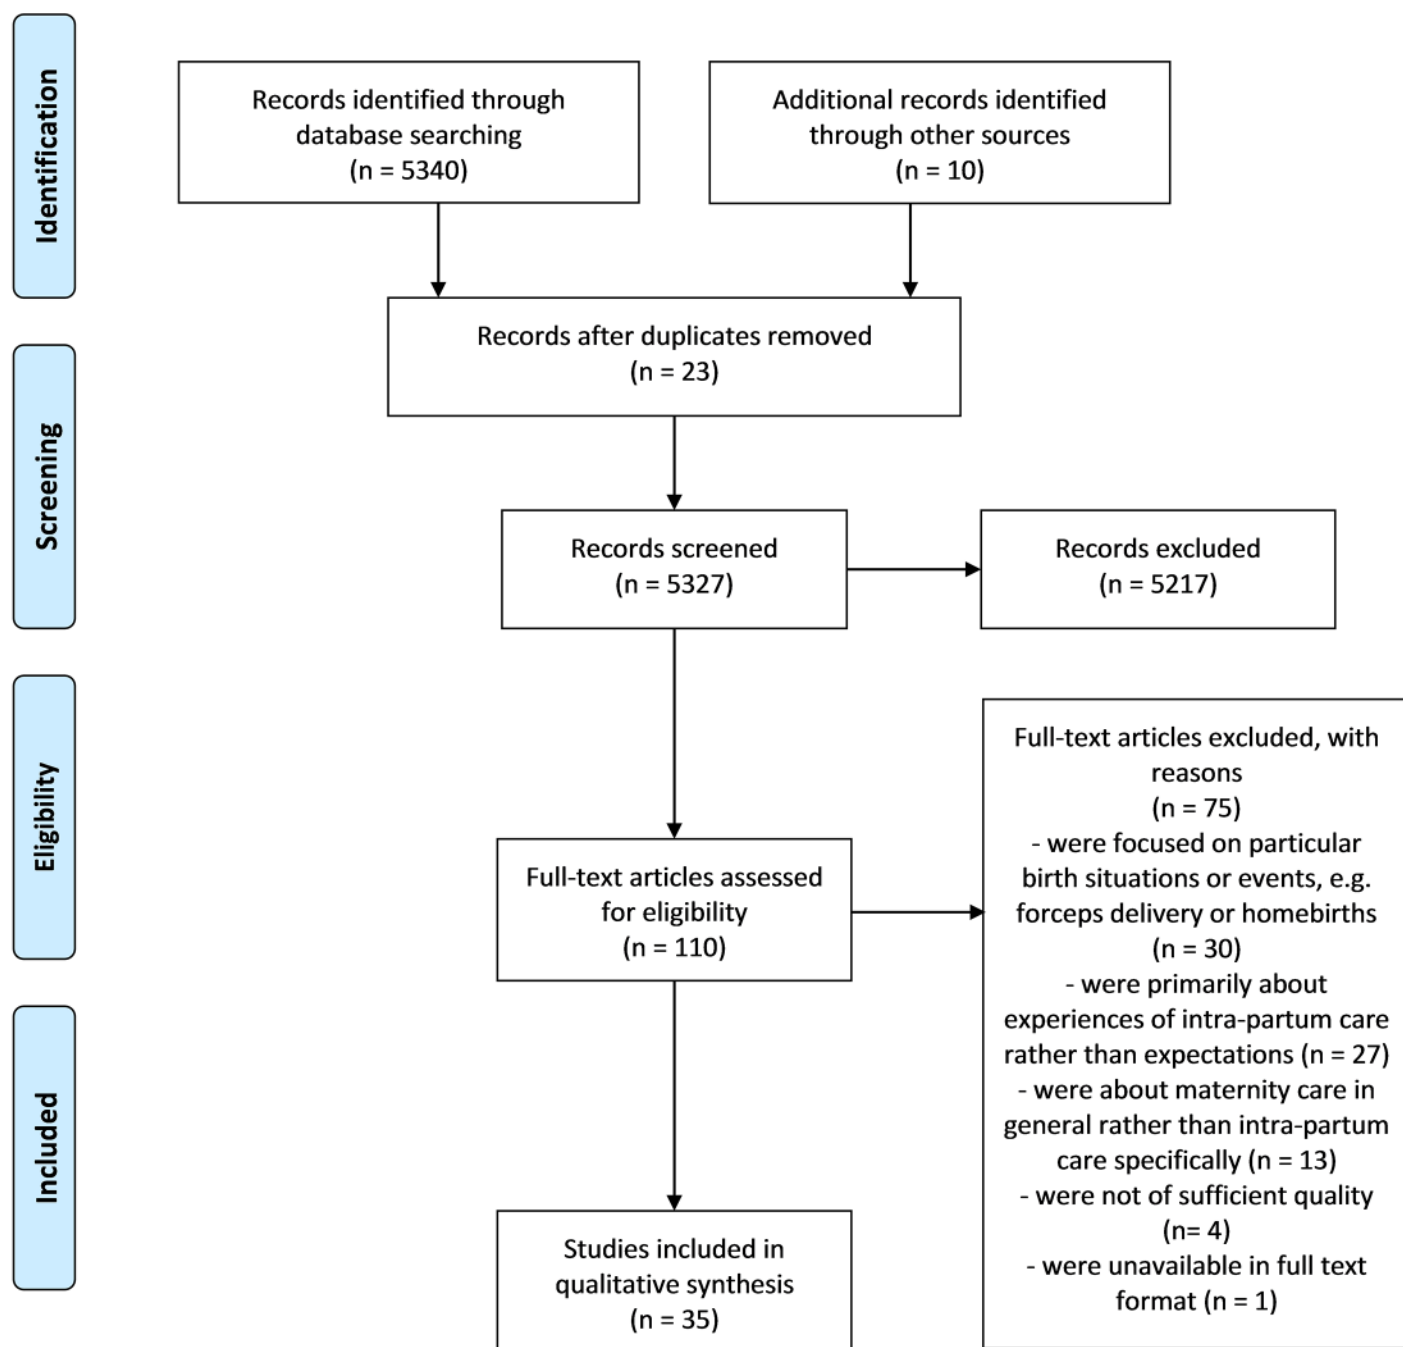 Identification
Records identified through
database searching
(n = 5340)
Additional records identified
through other sources
(n = 10)
Records after duplicates removed
(n = 23)
Screening
Records screened
(n = 5327)
Records excluded
(n = 5217)
Eligibility
Full-text articles assessed
for eligibility
(n = 110)
Full-text articles excluded, with
reasons
(n = 75)
- were focused on particular
birth situations or events, e.g.
forceps delivery or homebirths
(n = 30)
- were primarily about
experiences of intra-partum care
rather than expectations (n = 27)
- were about maternity care in
general rather than intra-partum
care specifically (n = 13)
- were not of sufficient quality
(n= 4)
- were unavailable in full text
format (n = 1)
Included
Studies included in
qualitative synthesis
(n = 35)